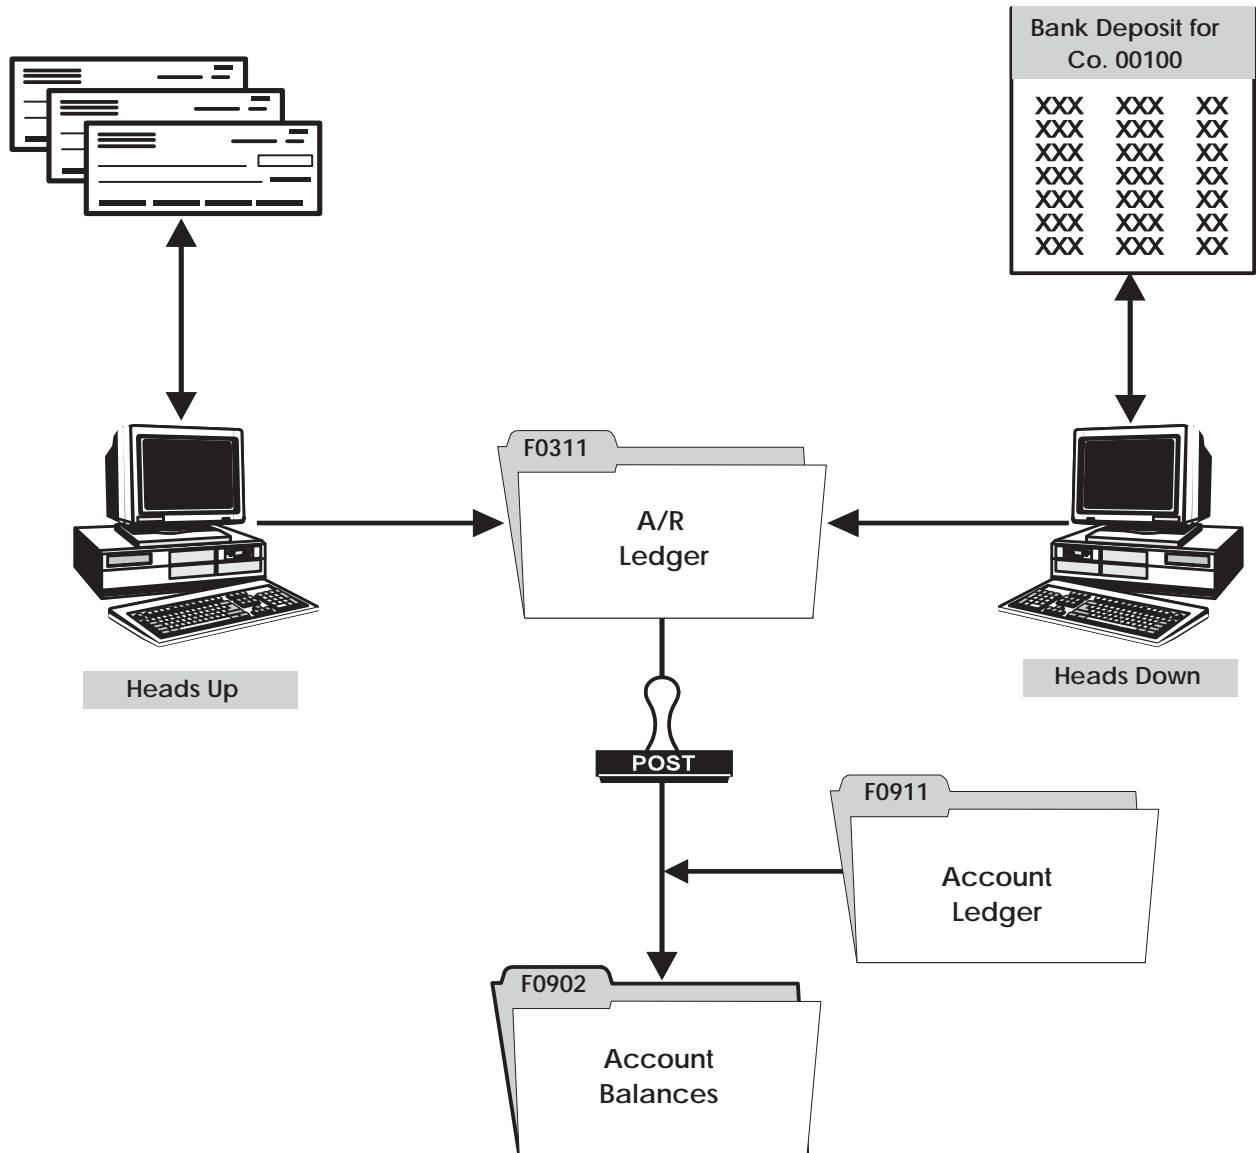 Bank Deposit for
Co. 00100
XXX XXX XX
XXX XXX XX
XXX XXX XX
XXX XXX XX
XXX XXX XX
XXX XXX XX
XXX XXX XX
F0311
A/R
Ledger
Heads Up
Heads Down
POST
F0911
Account
Ledger
F0902
Account
Balances